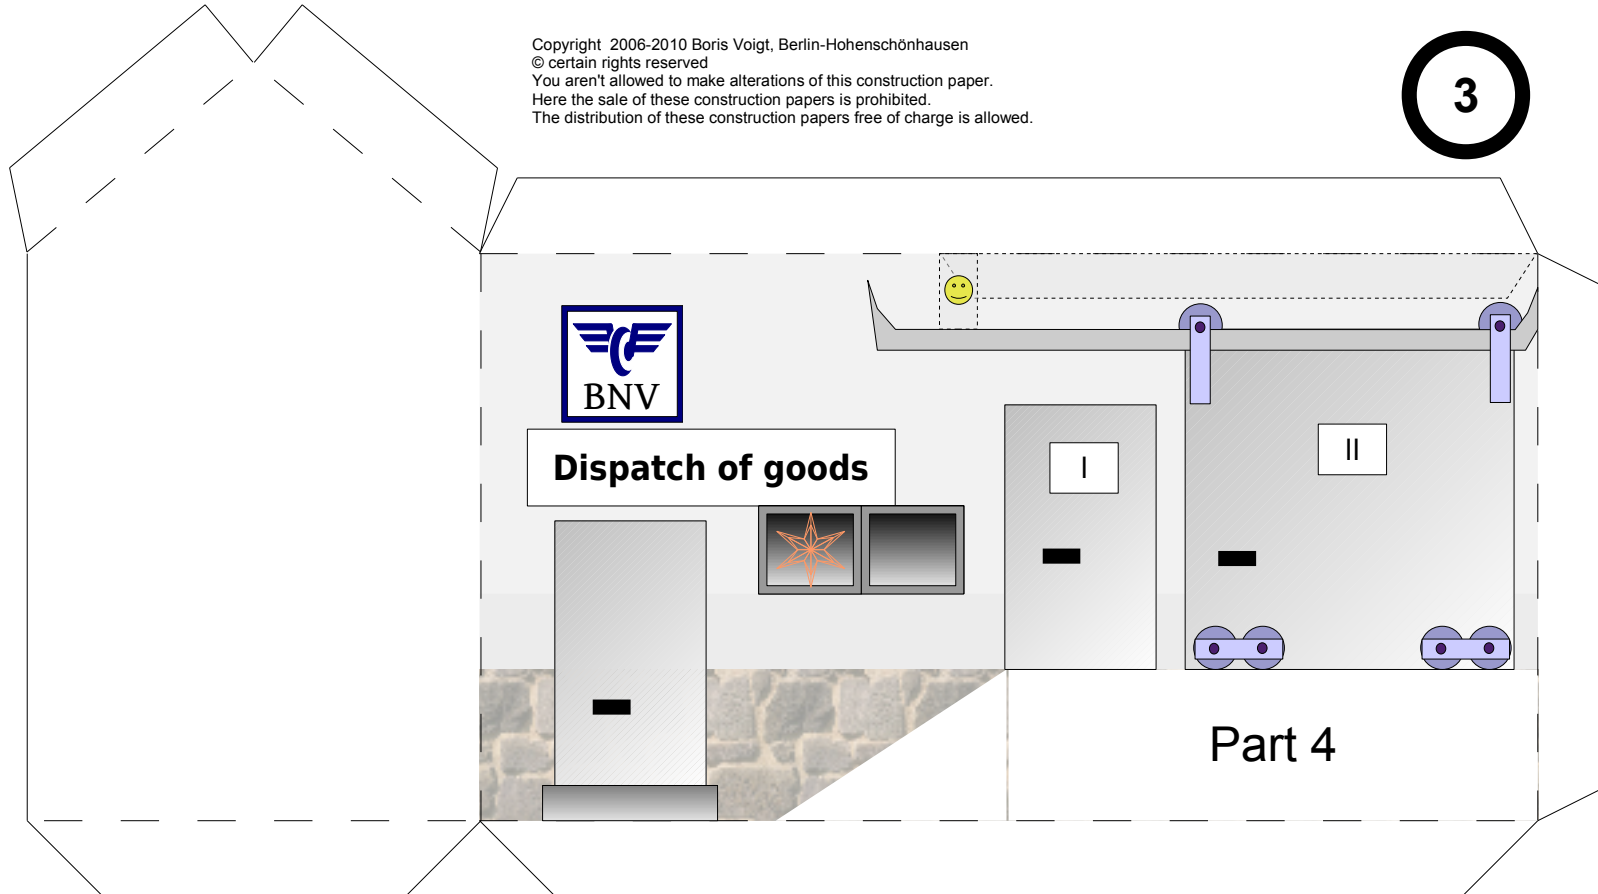 Copyright  2006-2010 Boris Voigt, Berlin-Hohenschönhausen
© certain rights reserved
You aren't allowed to make alterations of this construction paper.
Here the sale of these construction papers is prohibited.
The distribution of these construction papers free of charge is allowed.
3
BNV
Dispatch of goods
I
II
Part 4